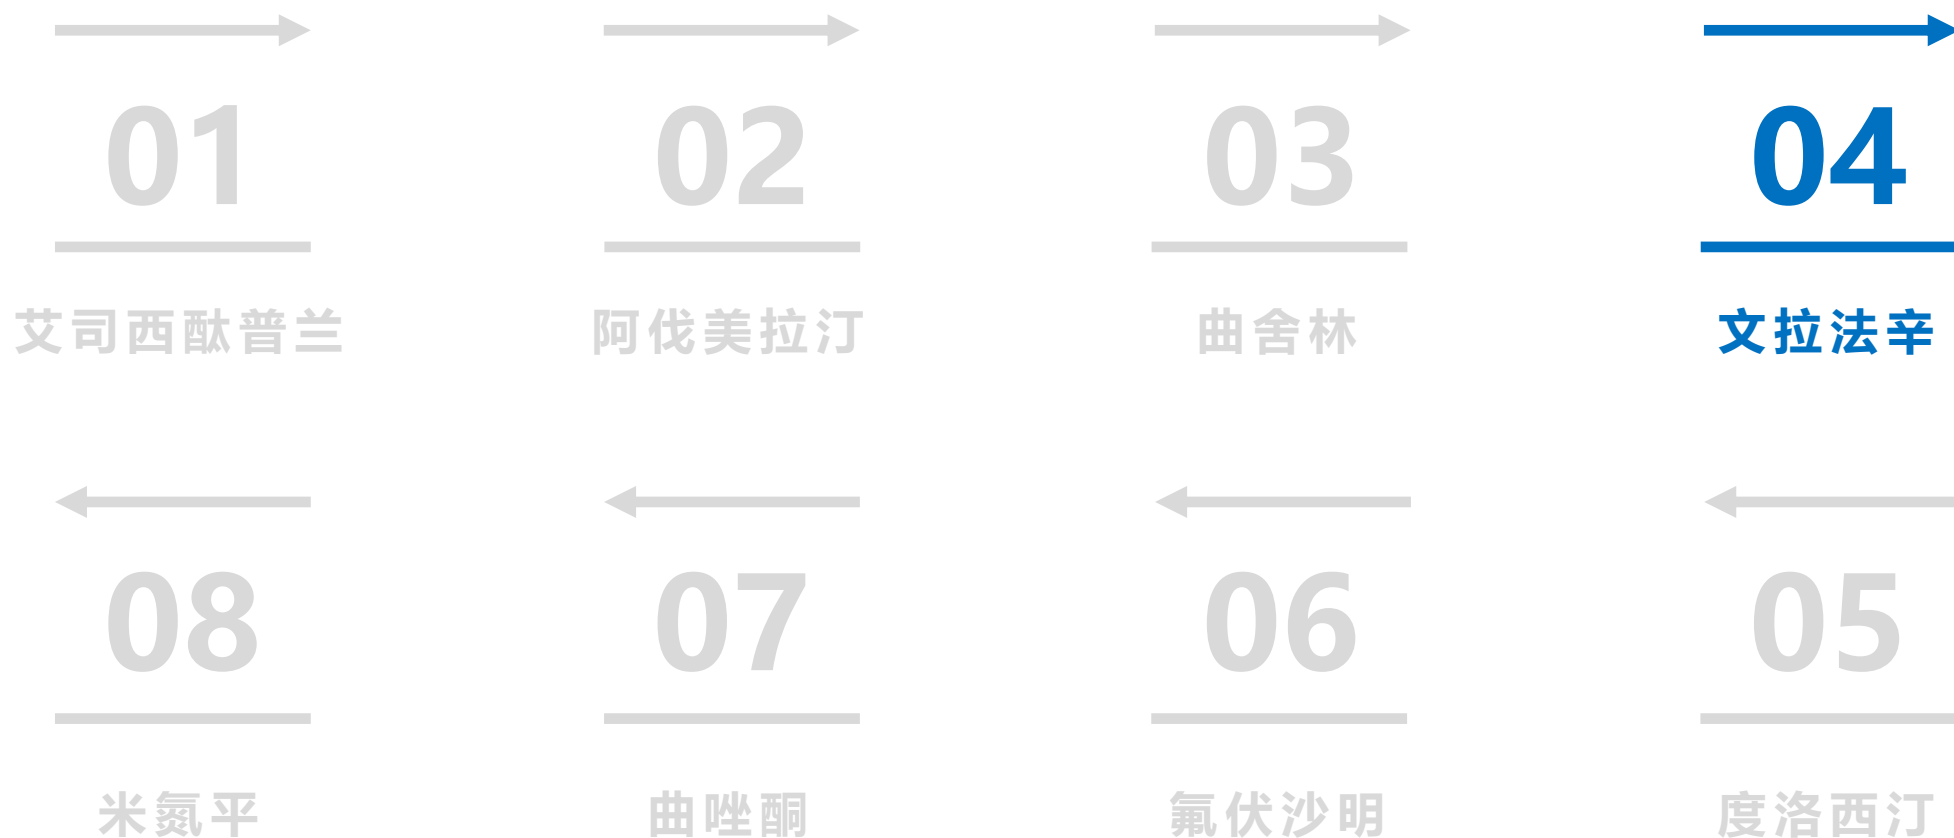 01
02
03
04
艾司西酞普兰
阿伐美拉汀
曲舍林
文拉法辛
08
07
06
05
米氮平
曲唑酮
氟伏沙明
度洛西汀